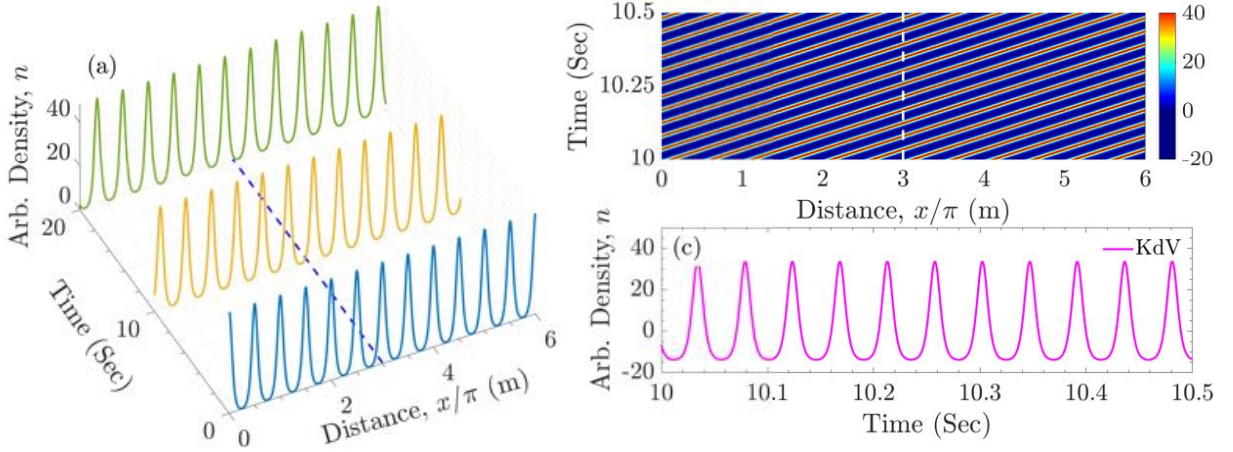 (a)
Arb. Density, n
40
20
0
20
10
0
Time (Sec)
0
2
4
6
Distance, x/π (m)
10.5
10.25
10
Time (Sec)
0 1 2 3 4 5 6
Distance, x/π (m)
40
20
0
-20
(c)
KdV
Arb. Density, n
40
20
0
-20
10 10.1 10.2 10.3 10.4 10.5
Time (Sec)